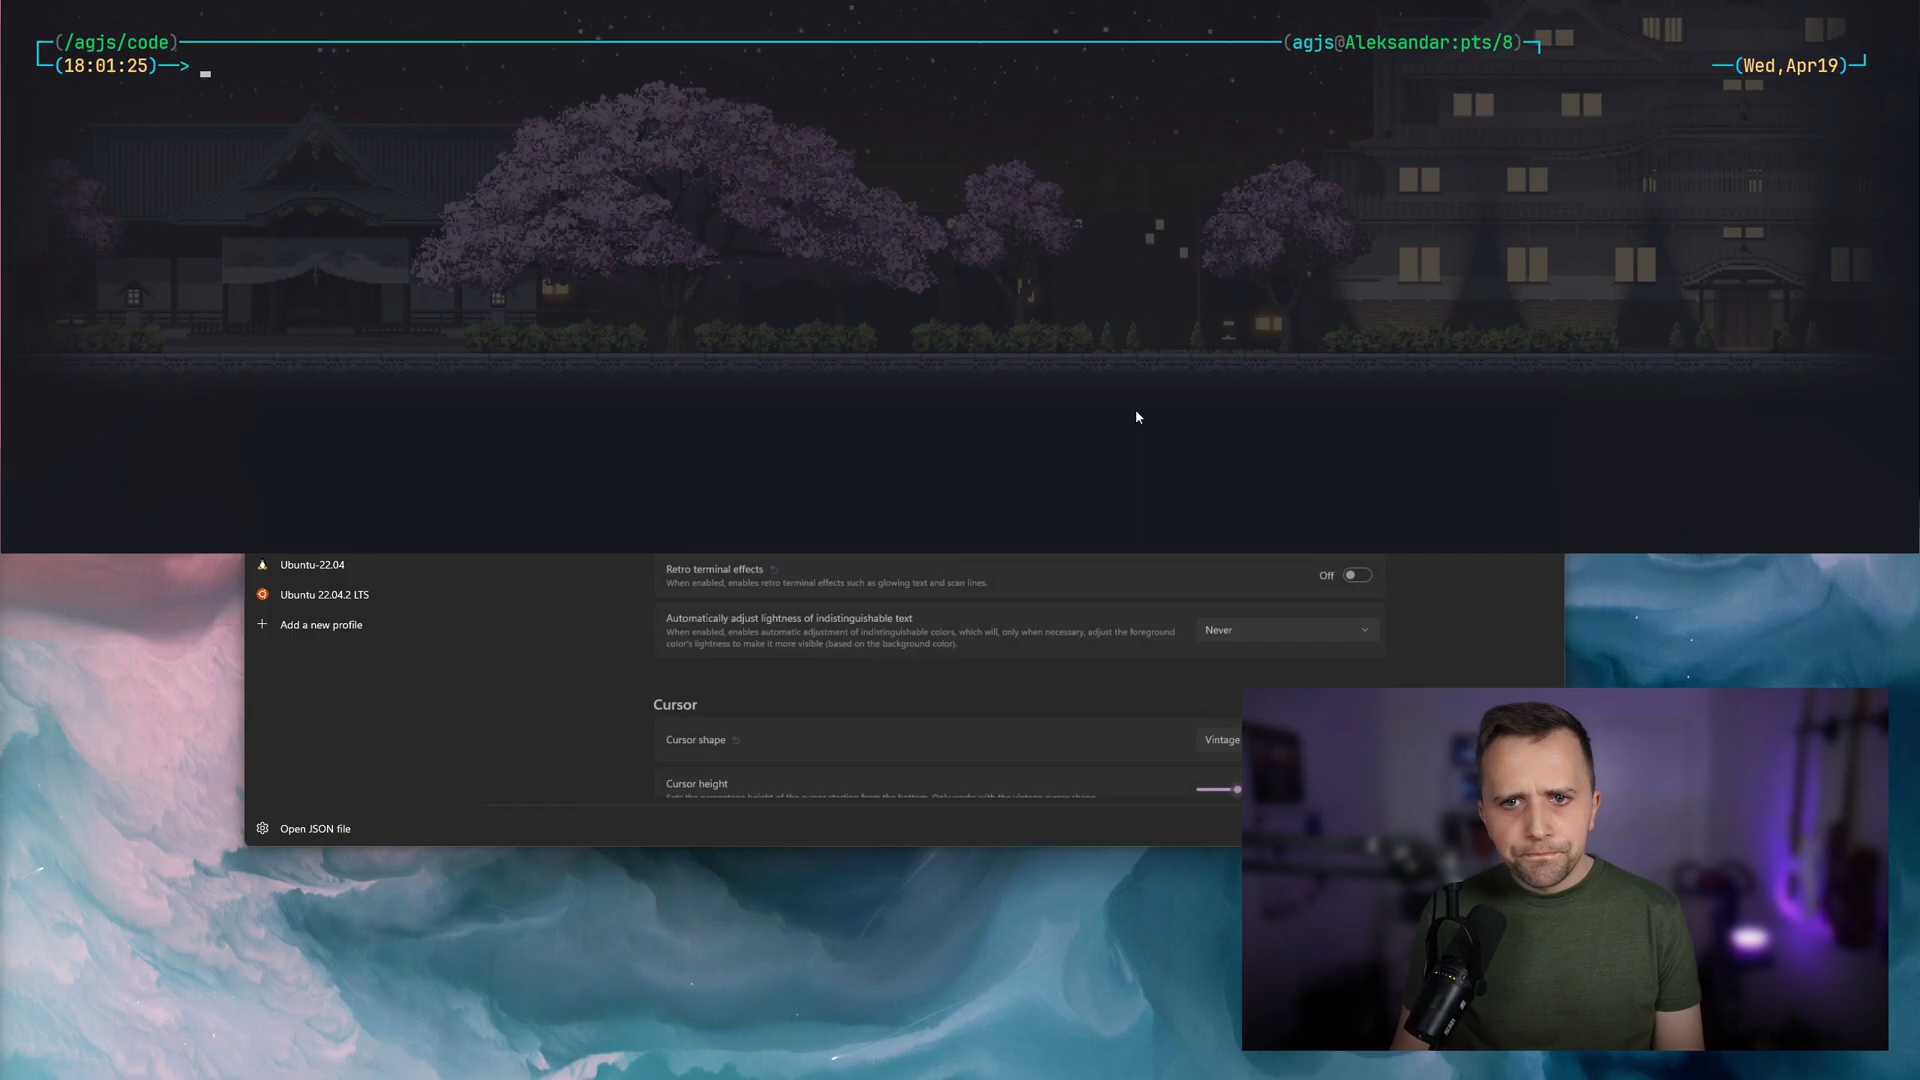 (/agjs/code) (agjs@Aleksandar:pts/8)
(18:01:25)—> (Wed,Apr19)
Ubuntu-22.04
Ubuntu 22.04.2 LTS
Add a new profile
Retro terminal effects
When enabled, enables retro terminal effects such as glowing text and scan lines.
Off
Automatically adjust lightness of indistinguishable text
When enabled, enables automatic adjustment of indistinguishable colors, which will, only when necessary, adjust the foreground
color's lightness to make it more visible (based on the background color).
Never
Cursor
Cursor shape
Vintage
Cursor height
Open JSON file